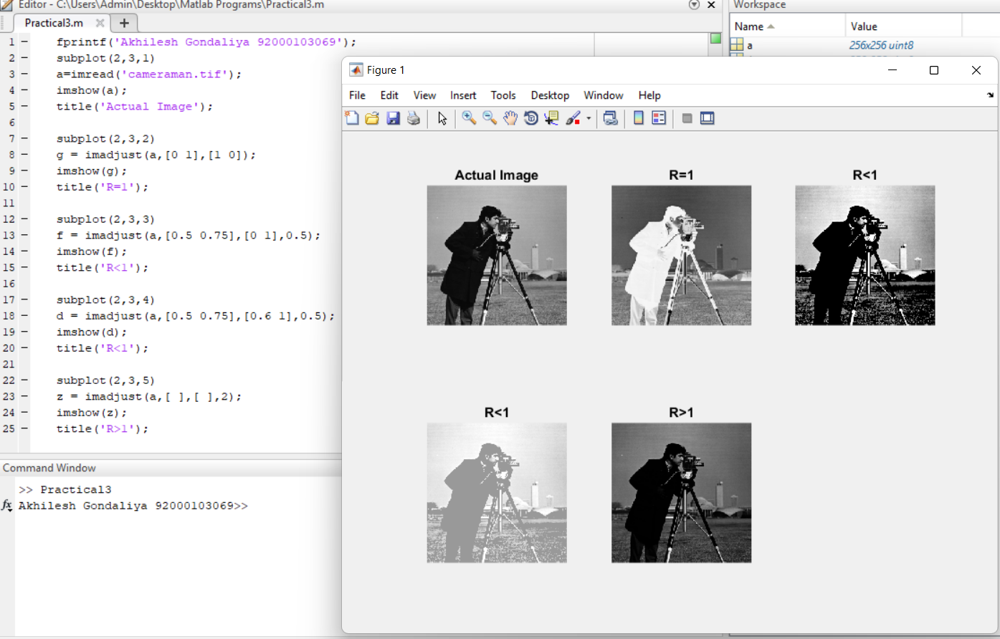 Editor - C:\Users\Admin\Desktop\Matlab Programs\Practical3.m
Practical3.m
1 fprintf('Akhilesh Gondaliya 92000103069');
2 subplot(2,3,1)
3 a=imread('cameraman.tif');
4 imshow(a);
5 title('Actual Image');
6
7 subplot(2,3,2)
8 g = imadjust(a,[0 1],[1 0]);
9 imshow(g);
10 title('R=1');
11
12 subplot(2,3,3)
13 f = imadjust(a,[0.5 0.75],[0 1],0.5);
14 imshow(f);
15 title('R<1');
16
17 subplot(2,3,4)
18 d = imadjust(a,[0.5 0.75],[0.6 1],0.5);
19 imshow(d);
20 title('R<1');
21
22 subplot(2,3,5)
23 z = imadjust(a,[ ],[ ],2);
24 imshow(z);
25 title('R>1');
Command Window
>> Practical3
fx Akhilesh Gondaliya 92000103069>>
Workspace
Name Value
a 256x256 uint8
Figure 1
File Edit View Insert Tools Desktop Window Help
Actual Image R=1 R<1
R<1 R>1